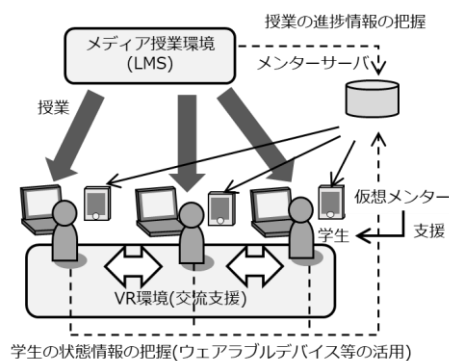 授業の進捗情報の把握
メディア授業環境
(LMS)
メンターサーバ
授業
仮想メンター
学生
支援
VR環境(交流支援)
学生の状態情報の把握(ウェアラブルデバイス等の活用)